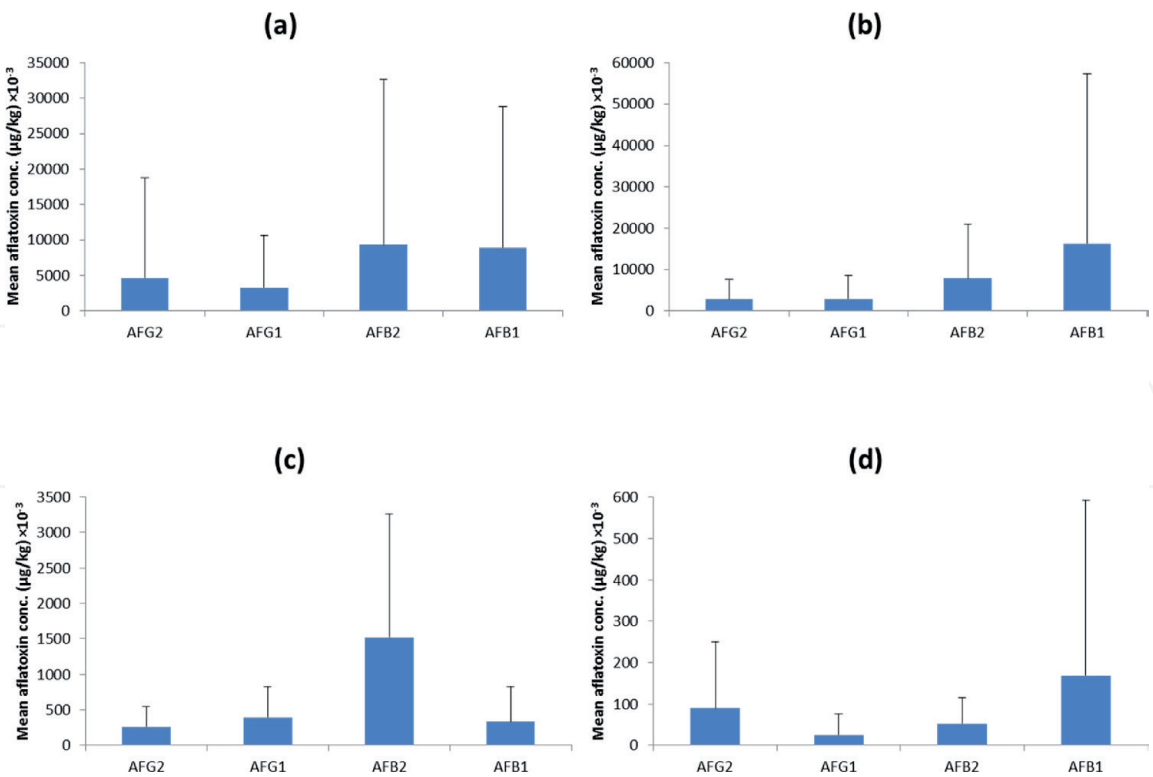 (a)
Mean aflatoxin conc. (µg/kg) ×10⁻³
35000
30000
25000
20000
15000
10000
5000
0
AFG2 AFG1 AFB2 AFB1
(b)
Mean aflatoxin conc. (µg/kg) ×10⁻³
60000
50000
40000
30000
20000
10000
0
AFG2 AFG1 AFB2 AFB1
(c)
Mean aflatoxin conc. (µg/kg) ×10⁻³
3500
3000
2500
2000
1500
1000
500
0
AFG2 AFG1 AFB2 AFB1
(d)
Mean aflatoxin conc. (µg/kg) ×10⁻³
600
500
400
300
200
100
0
AFG2 AFG1 AFB2 AFB1